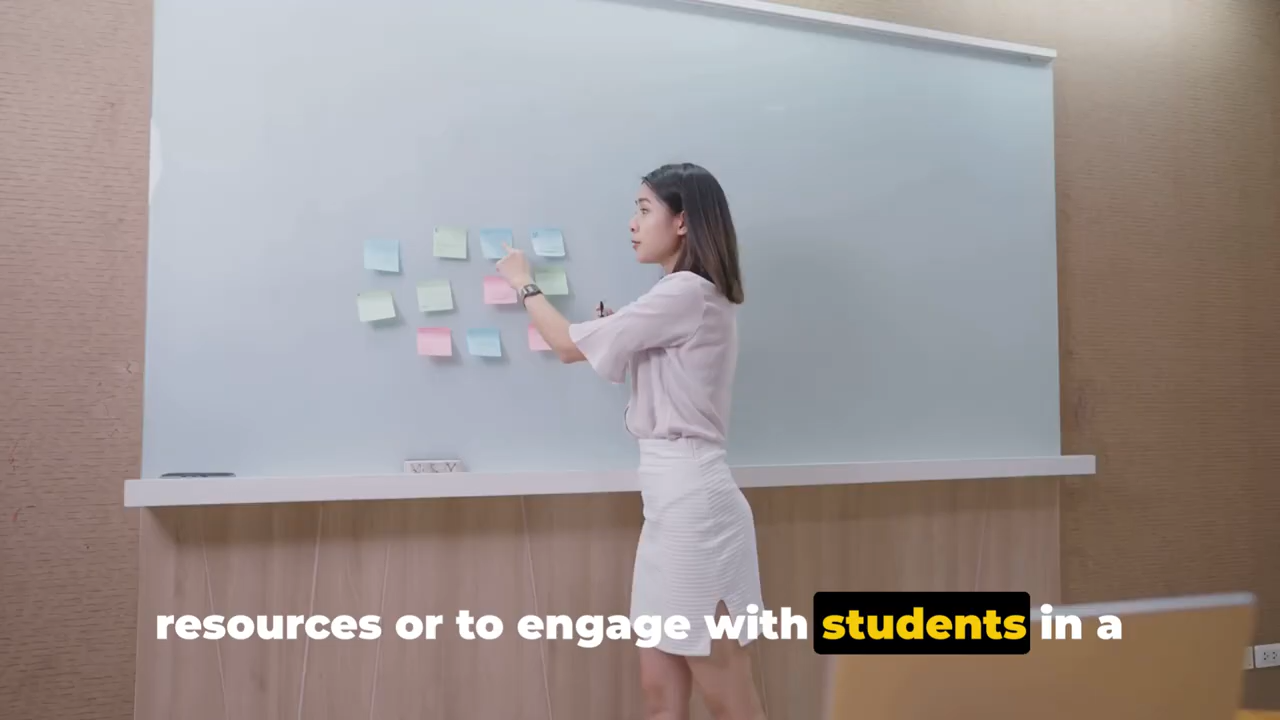 resources or to engage with students in a